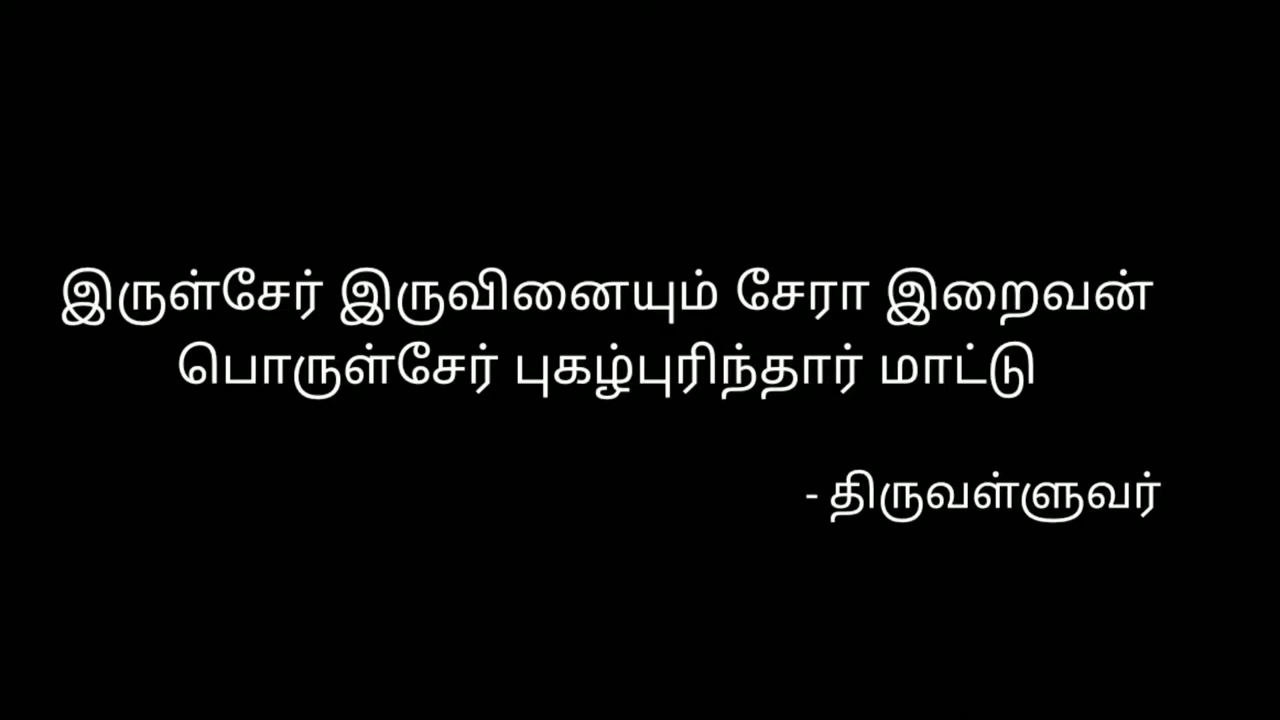 இருள்சேர் இருவினையும் சேரா இறைவன்
பொருள்சேர் புகழ்புரிந்தார் மாட்டு
- திருவள்ளுவர்